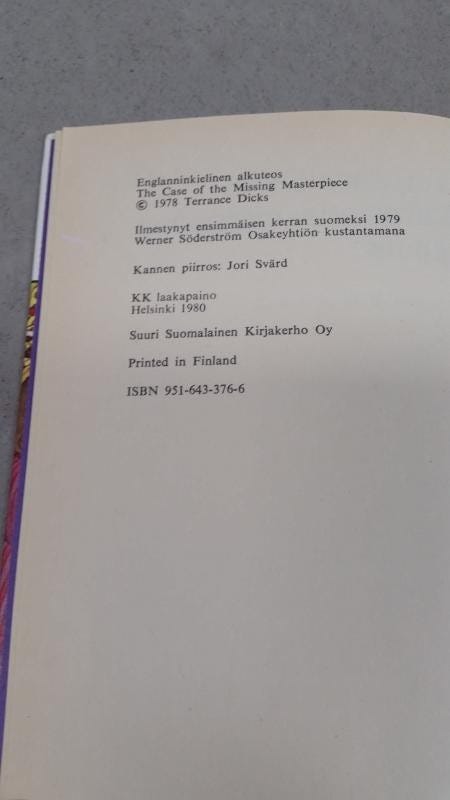 Englanninkielinen alkuteos
The Case of the Missing Masterpiece
© 1978 Terrance Dicks
Ilmestynyt ensimmäisen kerran suomeksi 1979
Werner Söderström Osakeyhtiön kustantamana
Kannen piirros: Jori Svärd
KK laakapaino
Helsinki 1980
Suuri Suomalainen Kirjakerho Oy
Printed in Finland
ISBN 951-643-376-6